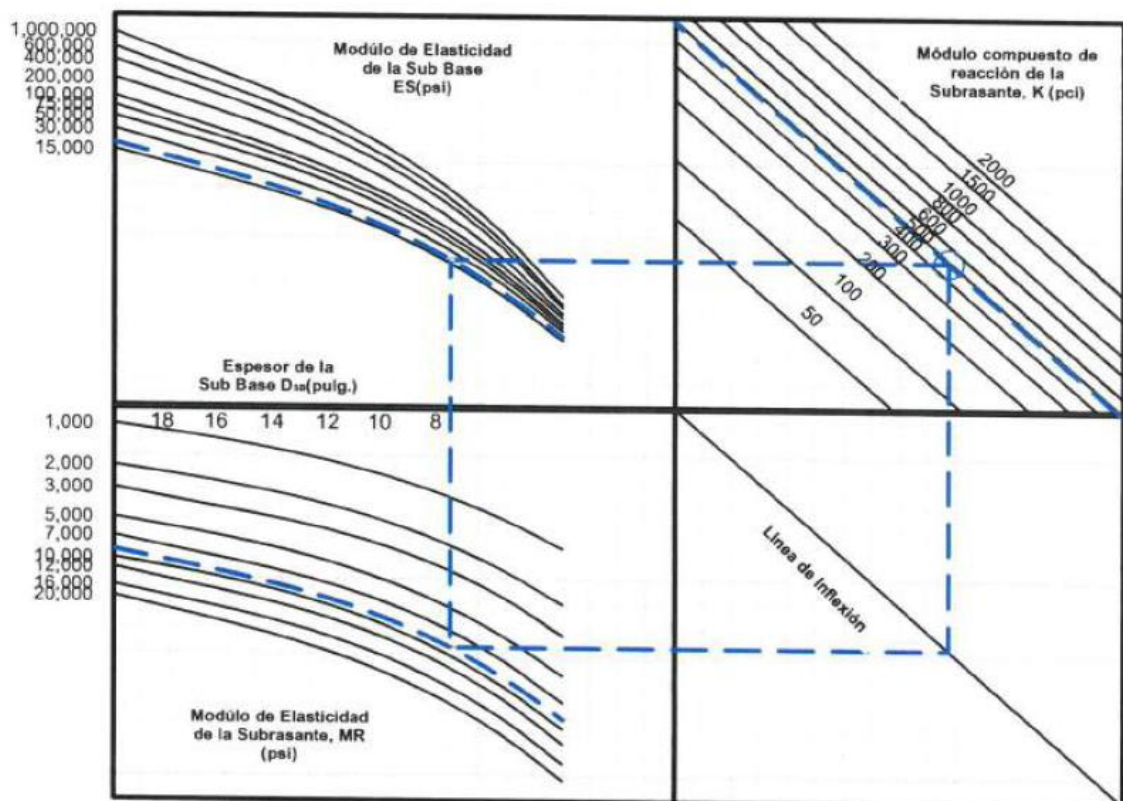 1,000,000
600,000
400,000
200,000
100,000
75,000
50,000
30,000
15,000
Modúlo de Elasticidad
de la Sub Base
ES(psi)
Espesor de la
Sub Base D_SB(pulg.)
Módulo compuesto de
reacción de la
Subrasante, K (pci)
2000
1500
1000
800
600
500
400
300
200
100
50
18 16 14 12 10 8
1,000
2,000
3,000
5,000
7,000
10,000
12,000
16,000
20,000
Modúlo de Elasticidad
de la Subrasante, MR
(psi)
Línea de Inflexión